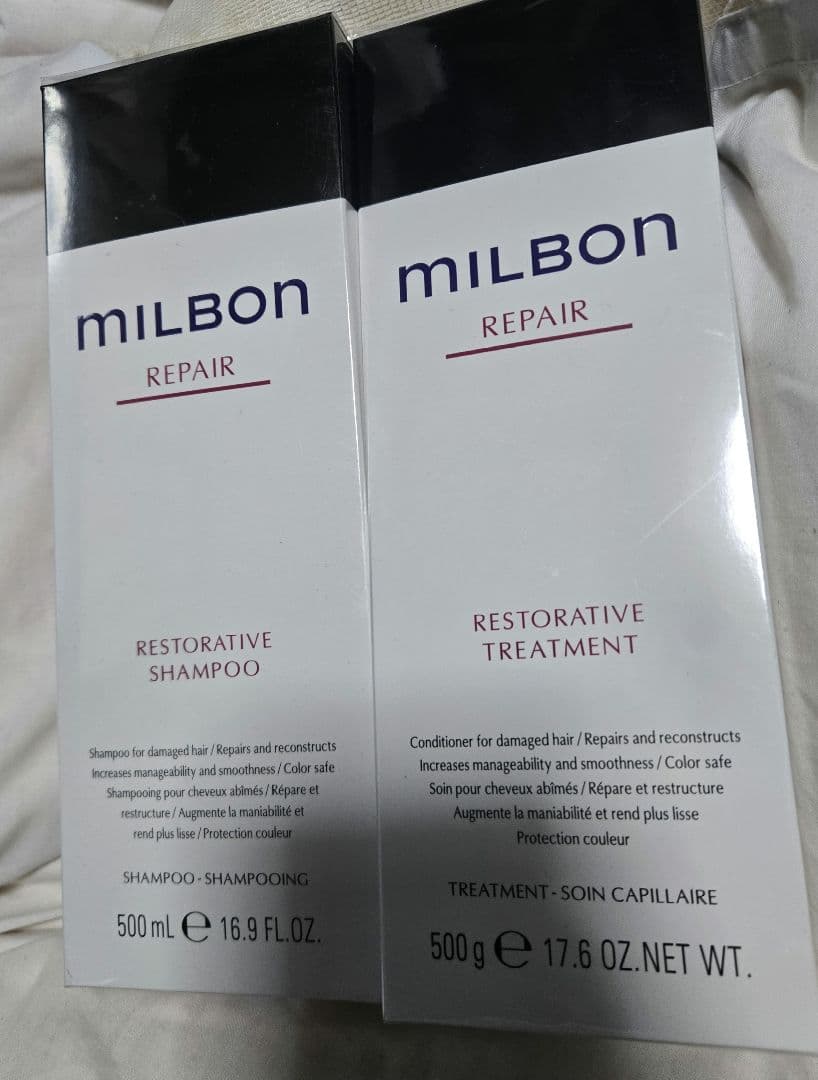 mILBOn
REPAIR
RESTORATIVE
SHAMPOO
Shampoo for damaged hair / Repairs and reconstructs
Increases manageability and smoothness / Color safe
Shampooing pour cheveux abîmés / Répare et
restructure / Augmente la maniabilité et
rend plus lisse / Protection couleur
SHAMPOO - SHAMPOOING
500 mL e 16.9 FL.OZ.
mILBOn
REPAIR
RESTORATIVE
TREATMENT
Conditioner for damaged hair / Repairs and reconstructs
Increases manageability and smoothness / Color safe
Soin pour cheveux abîmés / Répare et restructure
Augmente la maniabilité et rend plus lisse
Protection couleur
TREATMENT - SOIN CAPILLAIRE
500 g e 17.6 OZ.NET WT.